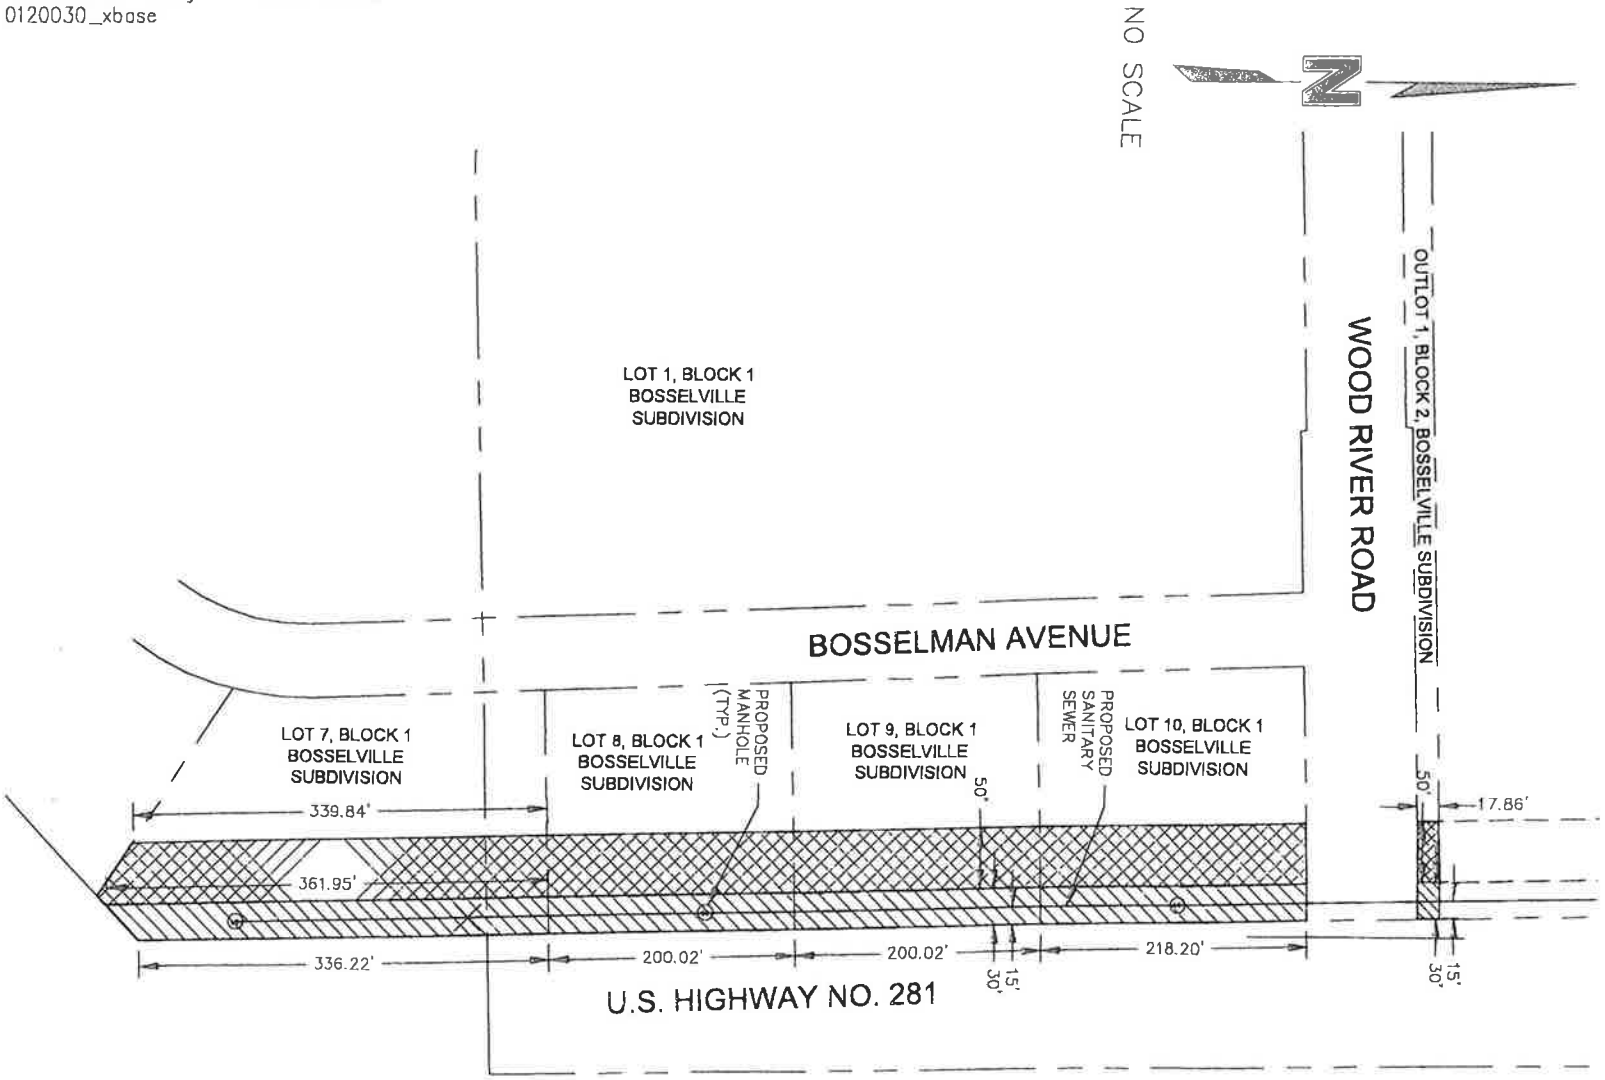 0120030_xbase
NO SCALE
N
LOT 1, BLOCK 1
BOSSELVILLE
SUBDIVISION
WOOD RIVER ROAD
OUTLOT 1, BLOCK 2, BOSSELVILLE SUBDIVISION
BOSSELMAN AVENUE
LOT 7, BLOCK 1
BOSSELVILLE
SUBDIVISION
LOT 8, BLOCK 1
BOSSELVILLE
SUBDIVISION
PROPOSED
MANHOLE
(TYP.)
LOT 9, BLOCK 1
BOSSELVILLE
SUBDIVISION
50'
PROPOSED
SANITARY
SEWER
LOT 10, BLOCK 1
BOSSELVILLE
SUBDIVISION
50'
17.86'
339.84'
361.95'
336.22'
200.02'
200.02'
218.20'
15'
30'
15'
30'
U.S. HIGHWAY NO. 281